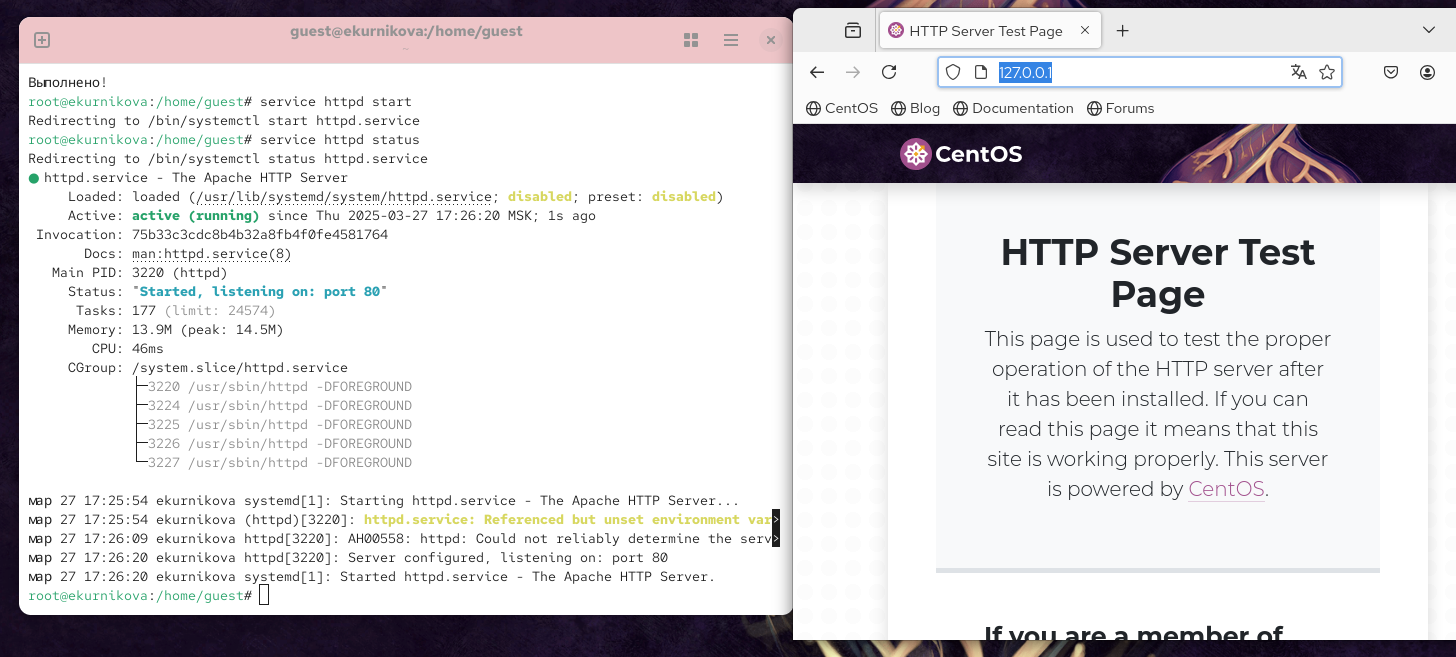 guest@ekurnikova:/home/guest
~
Выполнено!
root@ekurnikova:/home/guest# service httpd start
Redirecting to /bin/systemctl start httpd.service
root@ekurnikova:/home/guest# service httpd status
Redirecting to /bin/systemctl status httpd.service
● httpd.service - The Apache HTTP Server
Loaded: loaded (/usr/lib/systemd/system/httpd.service; disabled; preset: disabled)
Active: active (running) since Thu 2025-03-27 17:26:20 MSK; 1s ago
Invocation: 75b33c3cdc8b4b32a8fb4f0fe4581764
Docs: man:httpd.service(8)
Main PID: 3220 (httpd)
Status: "Started, listening on: port 80"
Tasks: 177 (limit: 24574)
Memory: 13.9M (peak: 14.5M)
CPU: 46ms
CGroup: /system.slice/httpd.service
├─3220 /usr/sbin/httpd -DFOREGROUND
├─3224 /usr/sbin/httpd -DFOREGROUND
├─3225 /usr/sbin/httpd -DFOREGROUND
├─3226 /usr/sbin/httpd -DFOREGROUND
└─3227 /usr/sbin/httpd -DFOREGROUND
мар 27 17:25:54 ekurnikova systemd[1]: Starting httpd.service - The Apache HTTP Server...
мар 27 17:25:54 ekurnikova (httpd)[3220]: httpd.service: Referenced but unset environment var>
мар 27 17:26:09 ekurnikova httpd[3220]: AH00558: httpd: Could not reliably determine the serv>
мар 27 17:26:20 ekurnikova httpd[3220]: Server configured, listening on: port 80
мар 27 17:26:20 ekurnikova systemd[1]: Started httpd.service - The Apache HTTP Server.
root@ekurnikova:/home/guest#
HTTP Server Test Page
127.0.0.1
CentOS Blog Documentation Forums
CentOS
HTTP Server Test
Page
This page is used to test the proper
operation of the HTTP server after
it has been installed. If you can
read this page it means that this
site is working properly. This server
is powered by CentOS.
If you are a member of